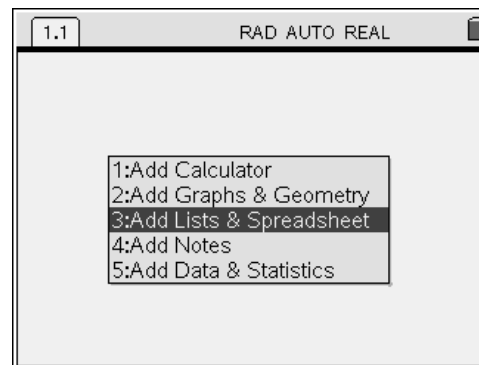 1.1 RAD AUTO REAL
1:Add Calculator
2:Add Graphs & Geometry
3:Add Lists & Spreadsheet
4:Add Notes
5:Add Data & Statistics